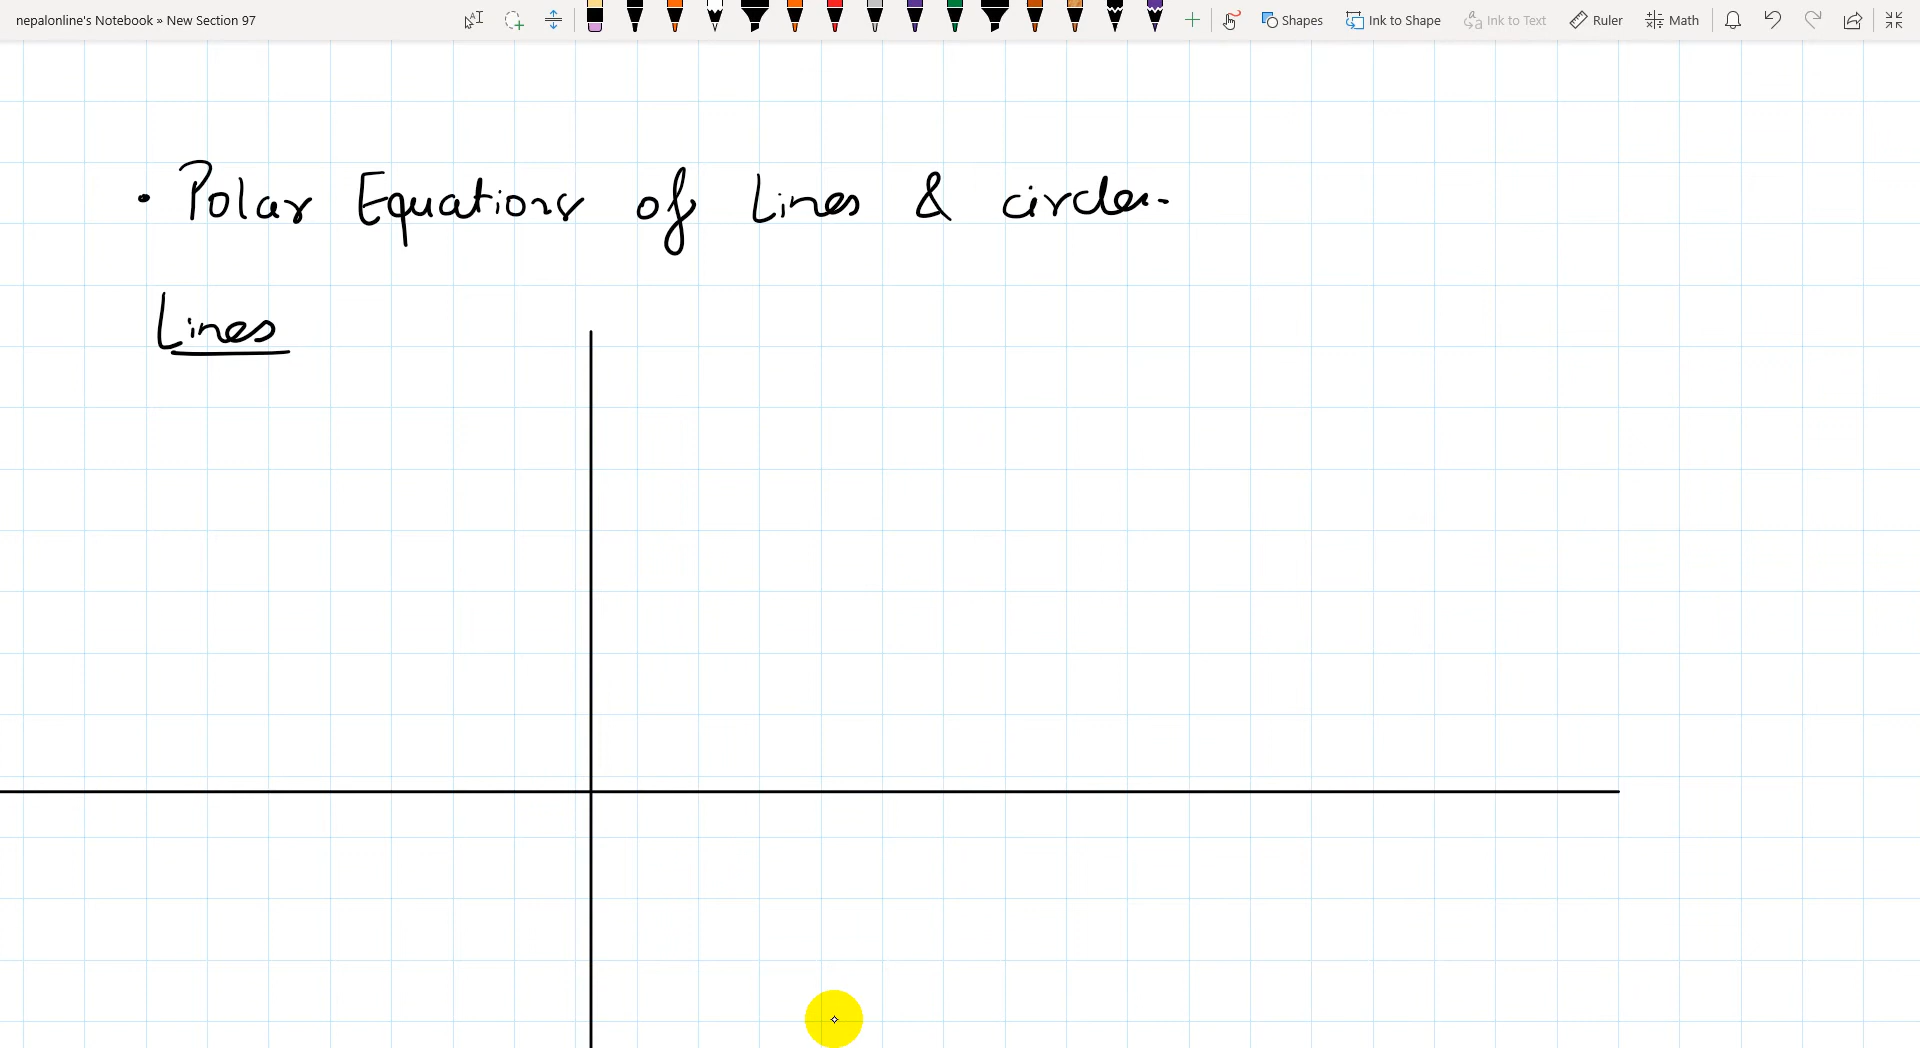 nepalonline's Notebook » New Section 97 Shapes Ink to Shape Ink to Text Ruler Math
• Polar Equations of Lines & circles.
Lines